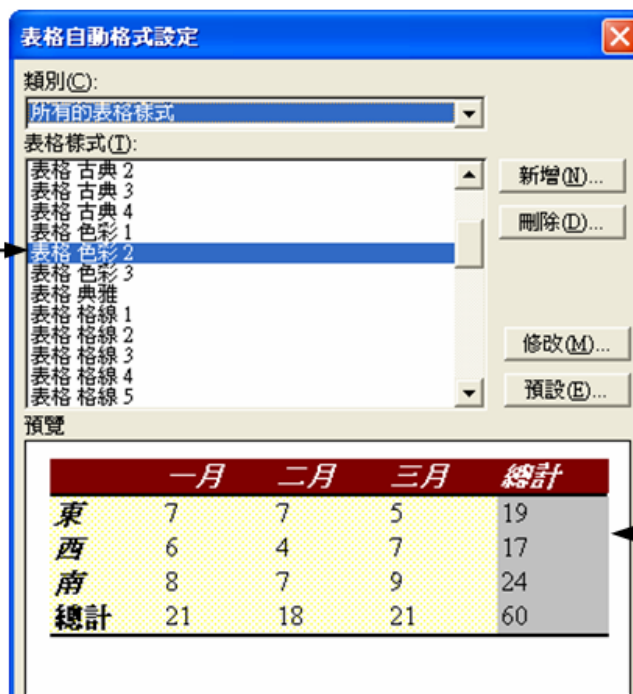 表格自動格式設定
類別(C):
所有的表格樣式
表格樣式(T):
表格 古典 2
表格 古典 3
表格 古典 4
表格 色彩 1
表格 色彩 2
表格 色彩 3
表格 典雅
表格 格線 1
表格 格線 2
表格 格線 3
表格 格線 4
表格 格線 5
新增(N)...
刪除(D)...
修改(M)...
預設(E)...
預覽
一月 二月 三月 總計
東 7 7 5 19
西 6 4 7 17
南 8 7 9 24
總計 21 18 21 60